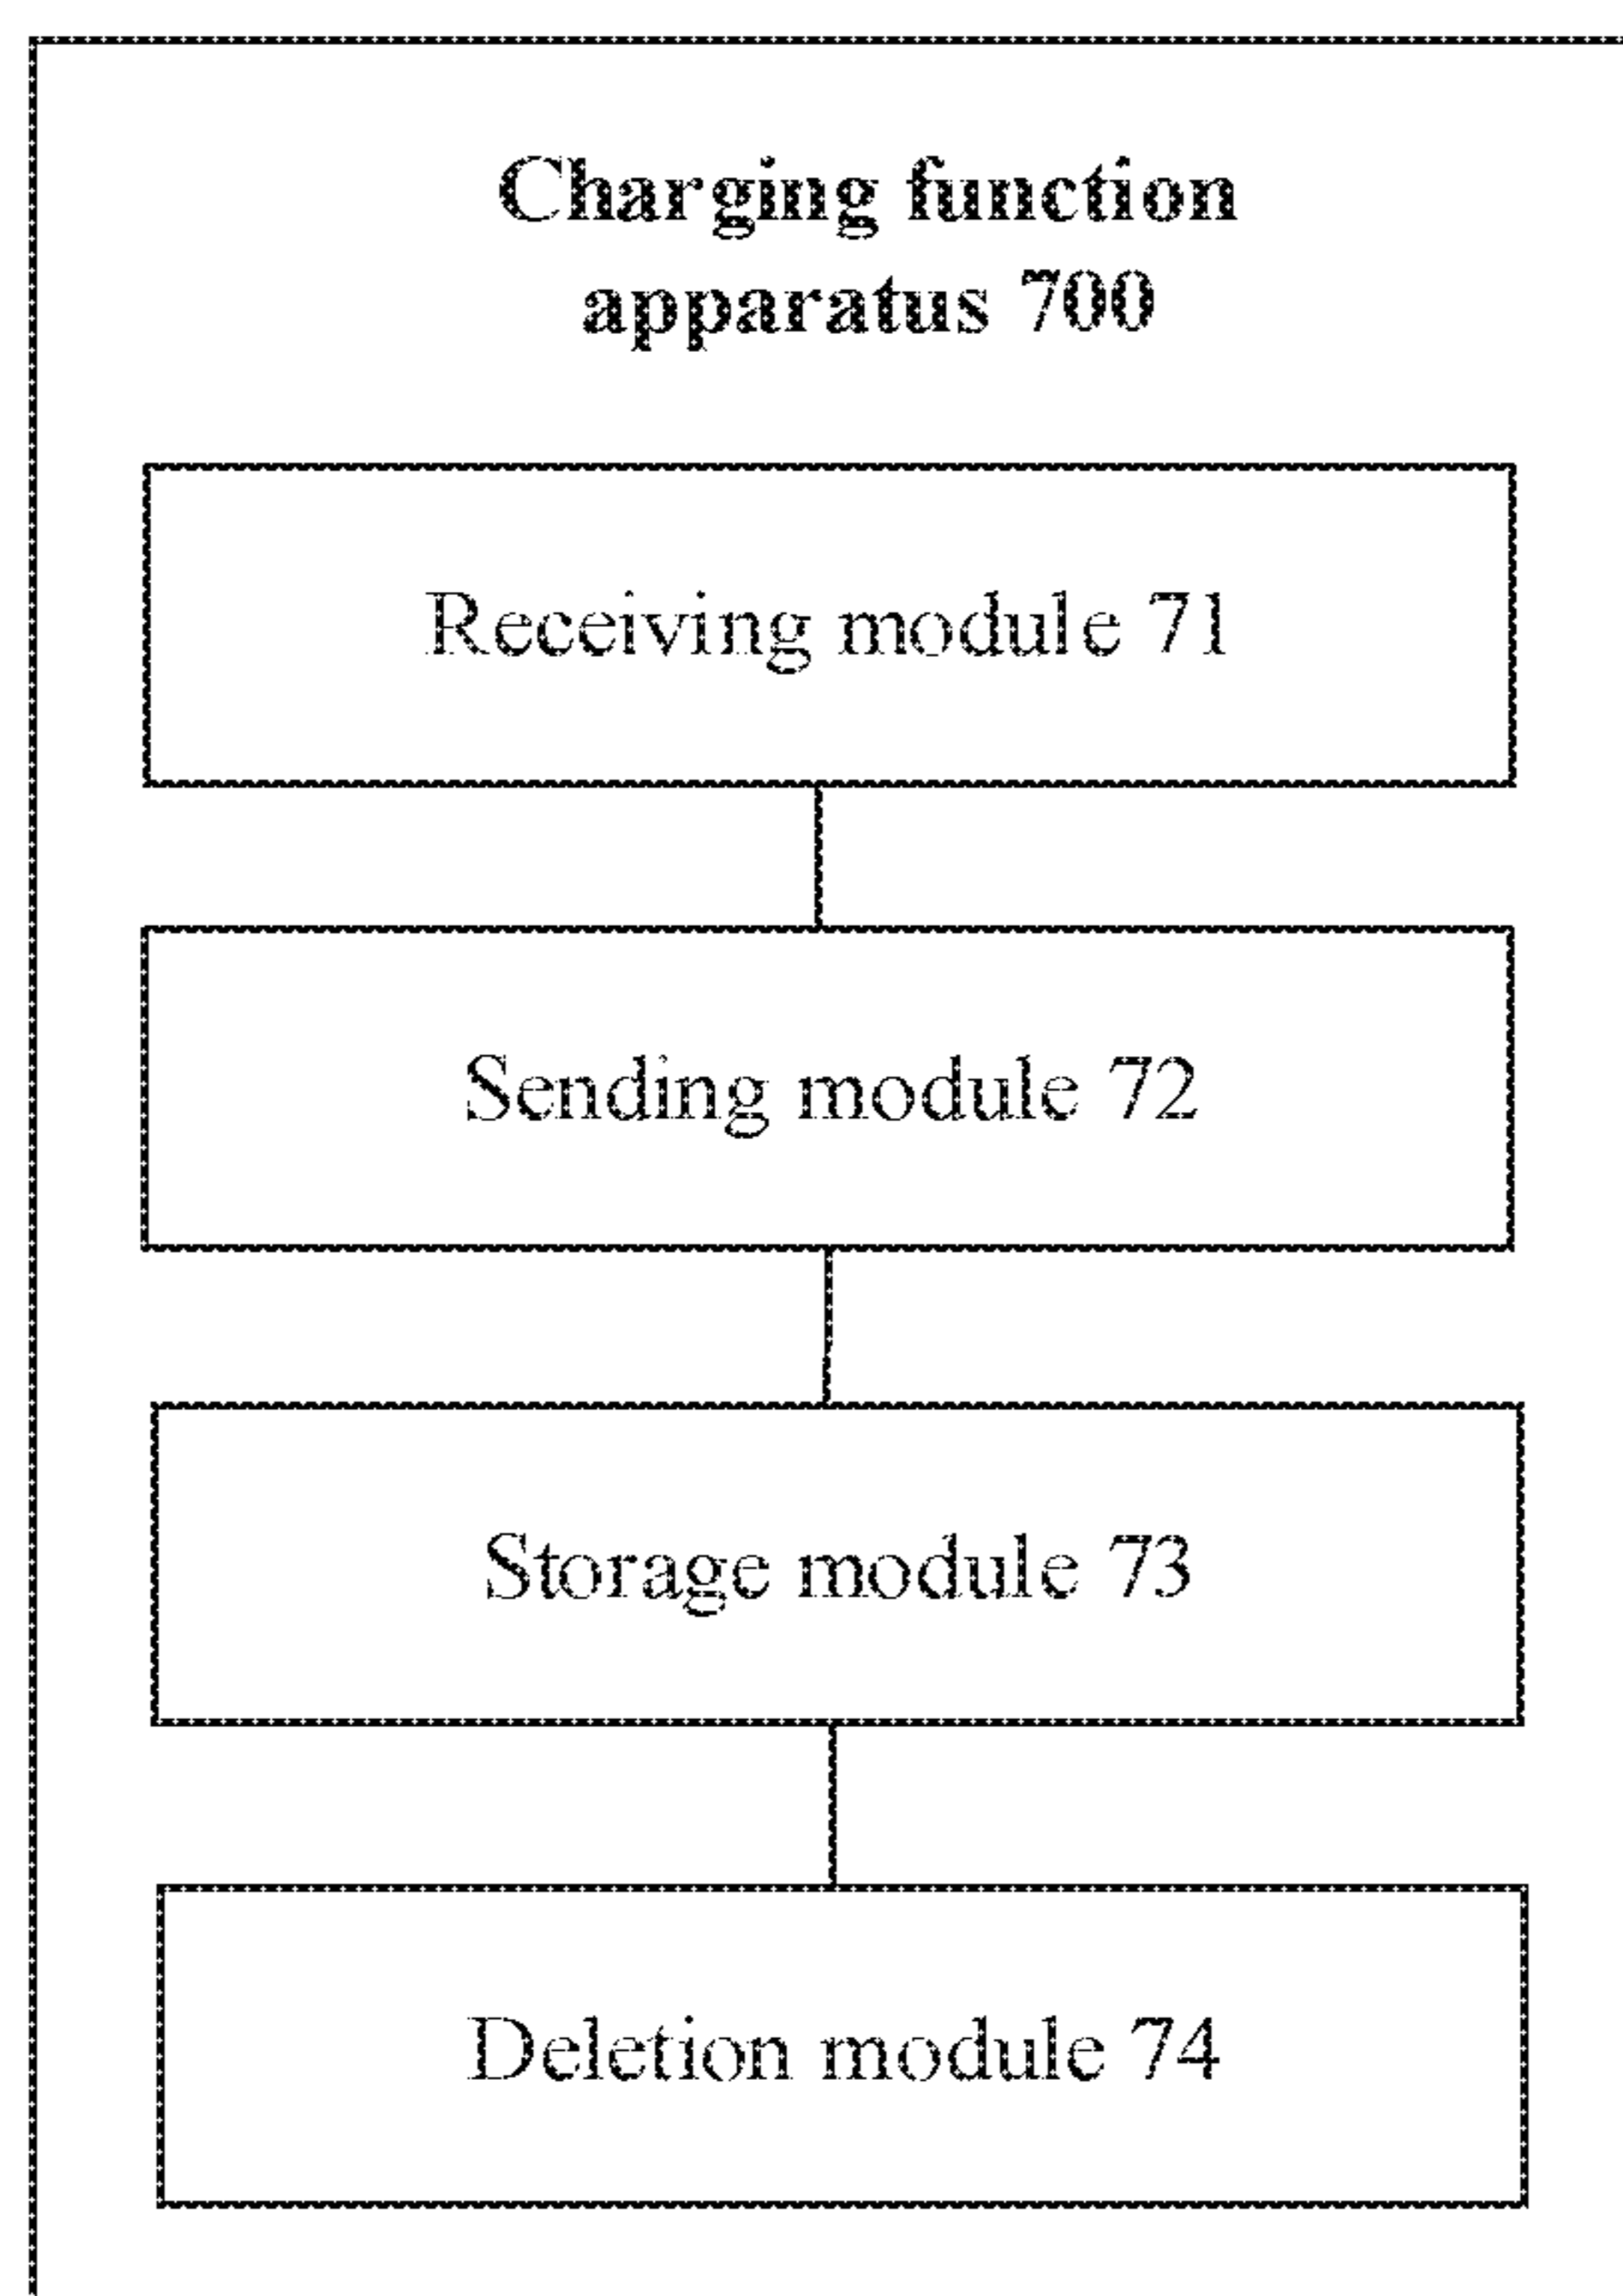 Charging function
apparatus 700
Receiving module 71
Sending module 72
Storage module 73
Deletion module 74